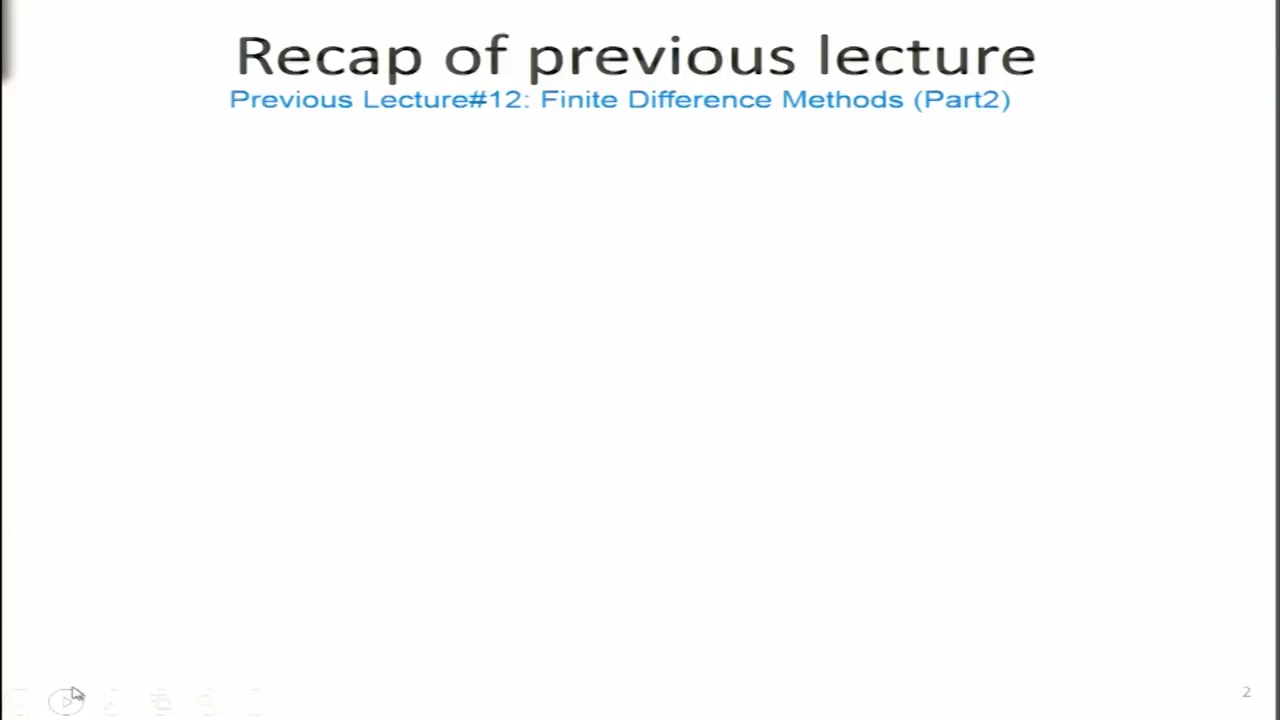 Recap of previous lecture
Previous Lecture#12: Finite Difference Methods (Part2)
2